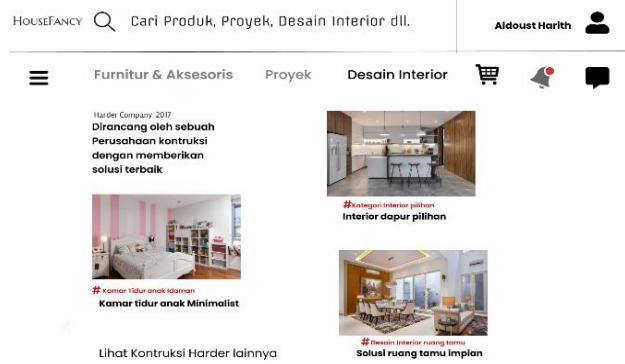 HOUSEFANCY
Cari Produk, Proyek, Desain Interior dll.
Aldoust Harith
Furnitur & Aksesoris
Proyek
Desain Interior
Harder Company 2017
Dirancang oleh sebuah
Perusahaan kontruksi
dengan memberikan
solusi terbaik
#Kategori Interior pilihan
Interior dapur pilihan
#Kamar Tidur anak Idaman
Kamar tidur anak Minimalist
#Desain Interior ruang tamu
Solusi ruang tamu impian
Lihat Kontruksi Harder lainnya